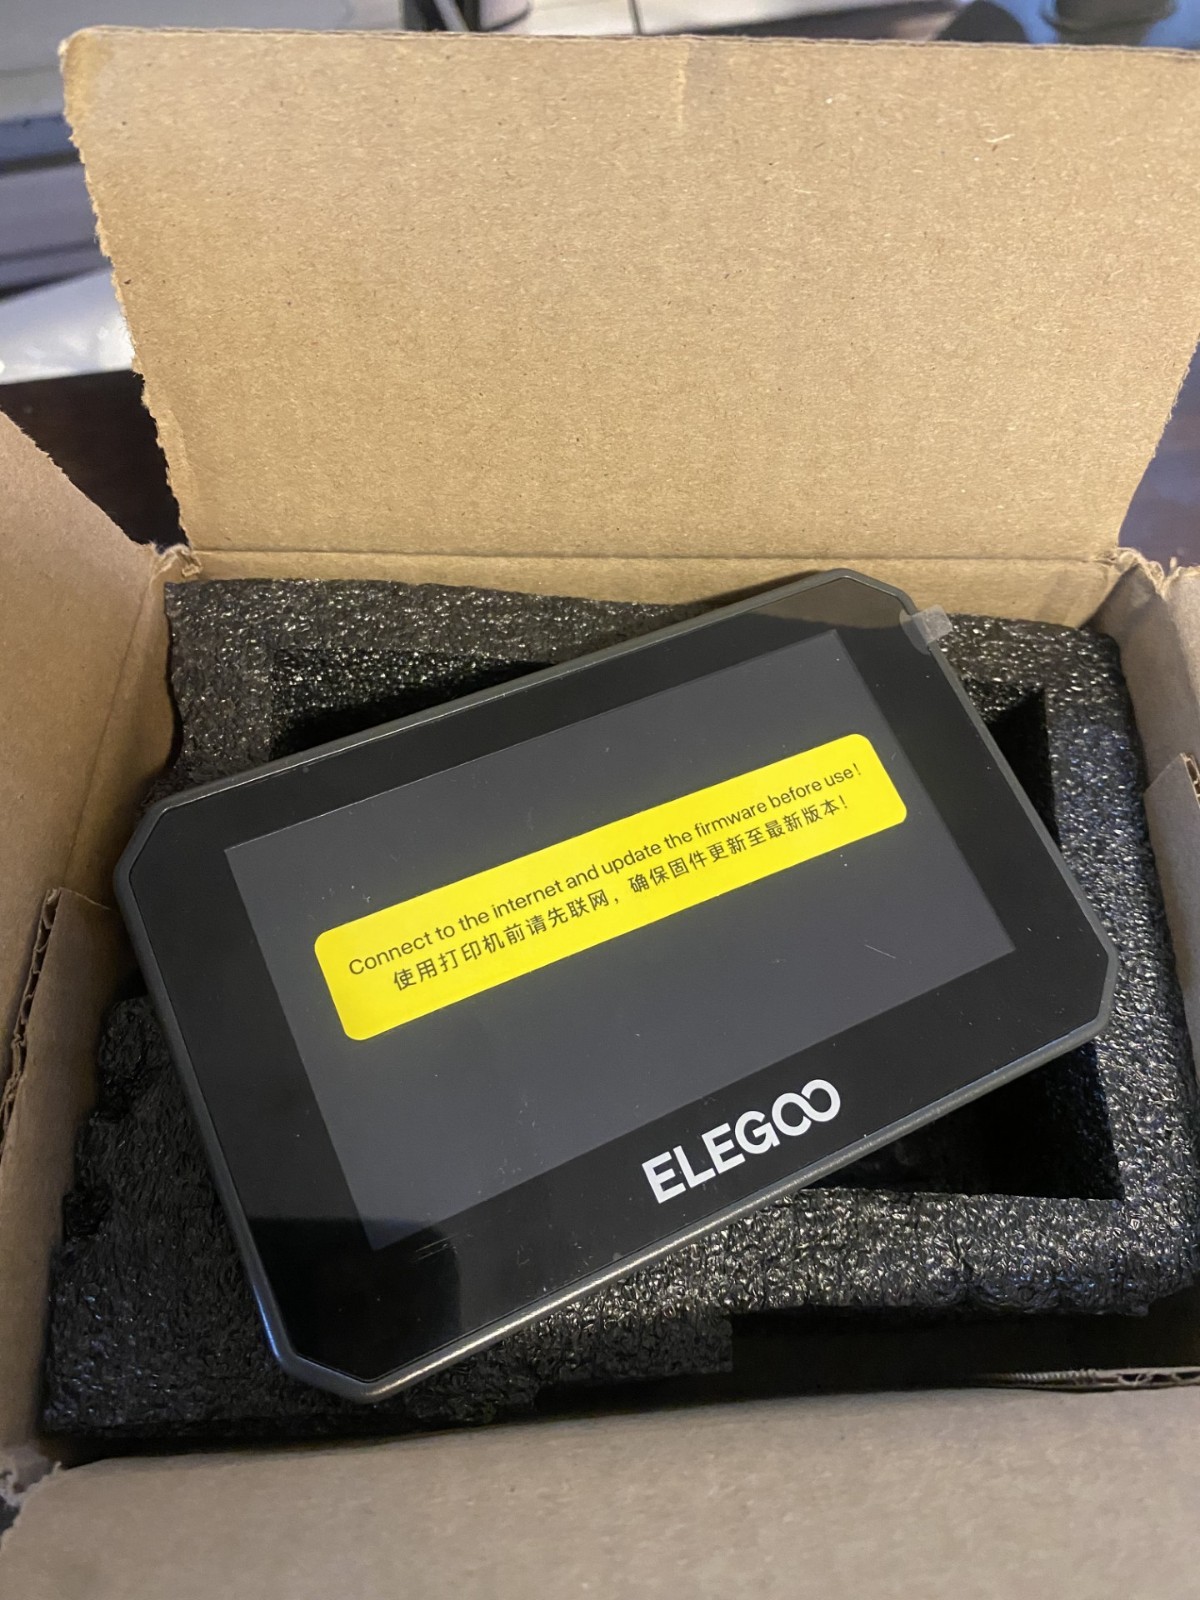 Connect to the internet and update the firmware before use!
使用打印机前请先联网，确保固件更新至最新版本！
ELEGOO